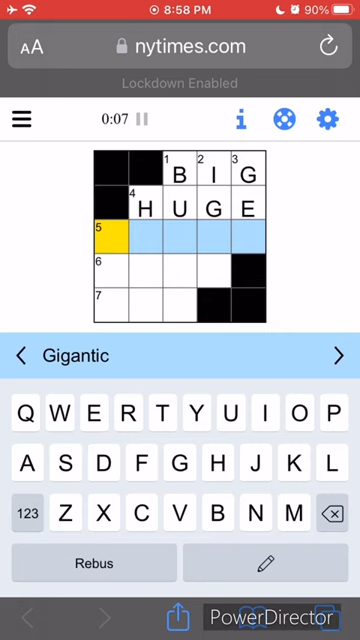 8:58 PM
90%
AA
nytimes.com
Lockdown Enabled
0:07
1 2 3
B I G
4
H U G E
5
6
7
Gigantic
Q W E R T Y U I O P
A S D F G H J K L
123 Z X C V B N M
Rebus
PowerDirector